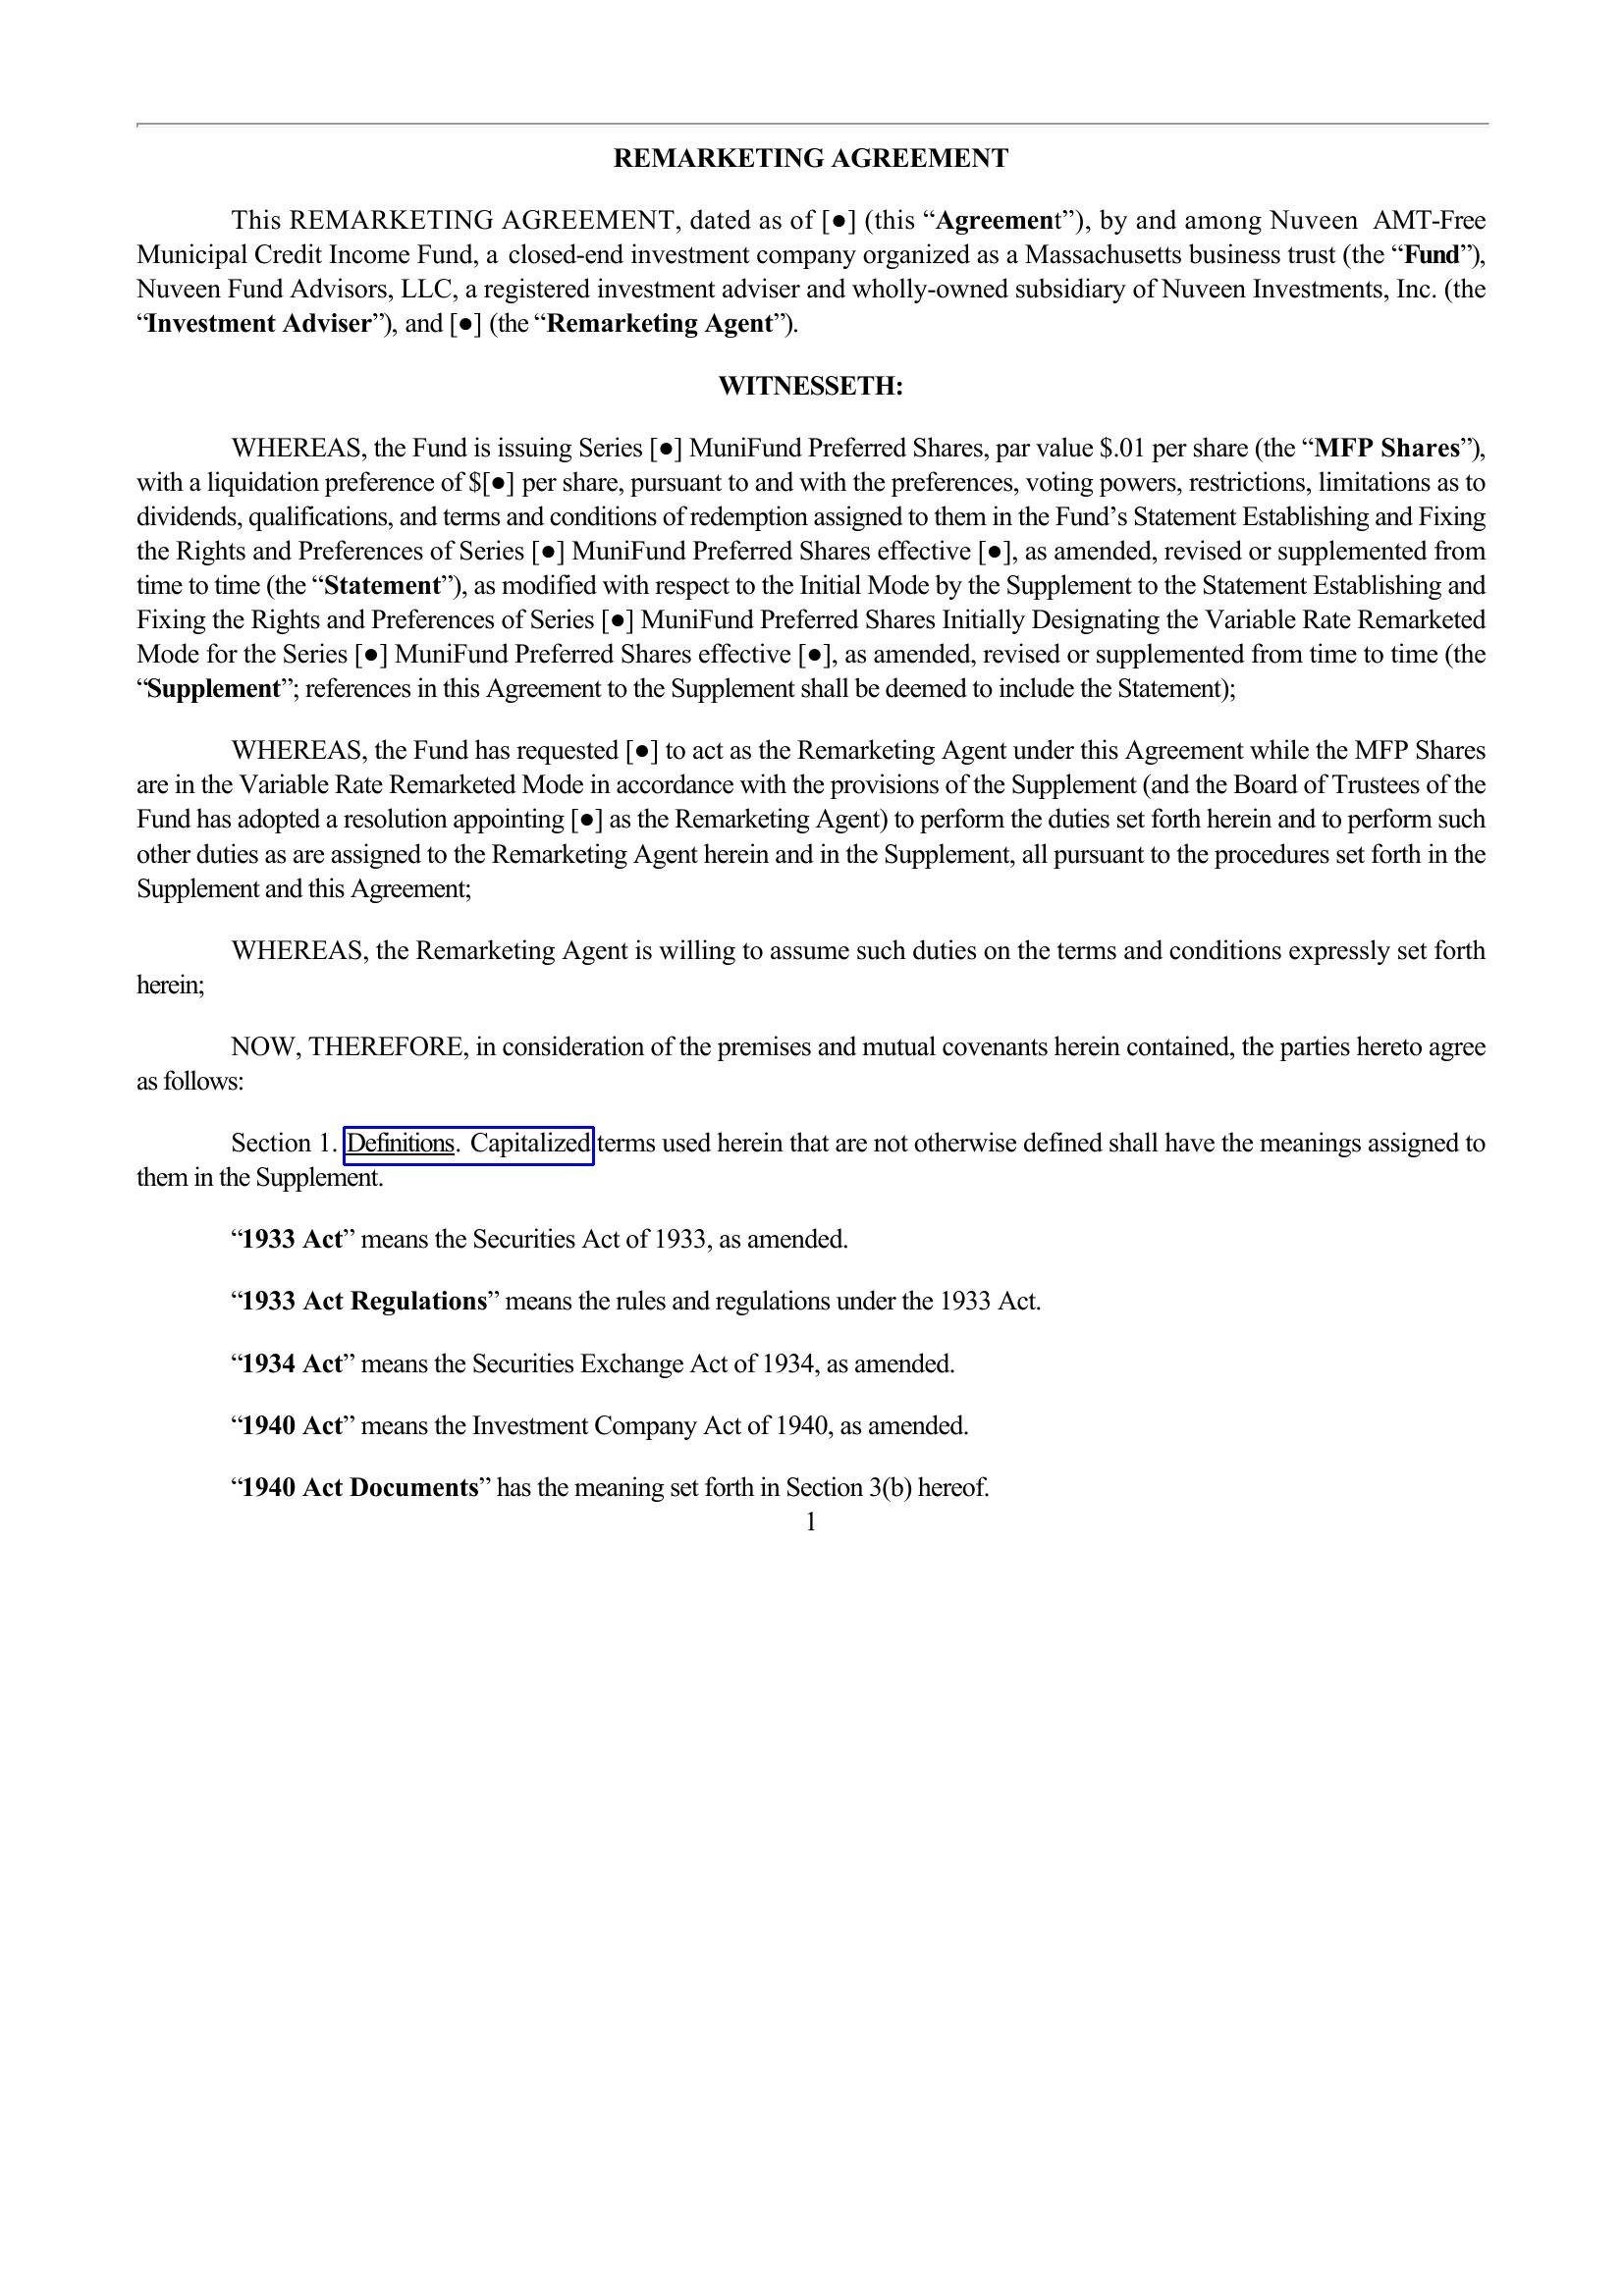 REMARKETING AGREEMENT
This REMARKETING AGREEMENT, dated as of [●] (this “Agreement”), by and among Nuveen AMT-Free
Municipal Credit Income Fund, a closed-end investment company organized as a Massachusetts business trust (the “Fund”),
Nuveen Fund Advisors, LLC, a registered investment adviser and wholly-owned subsidiary of Nuveen Investments, Inc. (the
“Investment Adviser”), and [●] (the “Remarketing Agent”).
WITNESSETH:
WHEREAS, the Fund is issuing Series [●] MuniFund Preferred Shares, par value $.01 per share (the “MFP Shares”),
with a liquidation preference of $[●] per share, pursuant to and with the preferences, voting powers, restrictions, limitations as to
dividends, qualifications, and terms and conditions of redemption assigned to them in the Fund’s Statement Establishing and Fixing
the Rights and Preferences of Series [●] MuniFund Preferred Shares effective [●], as amended, revised or supplemented from
time to time (the “Statement”), as modified with respect to the Initial Mode by the Supplement to the Statement Establishing and
Fixing the Rights and Preferences of Series [●] MuniFund Preferred Shares Initially Designating the Variable Rate Remarketed
Mode for the Series [●] MuniFund Preferred Shares effective [●], as amended, revised or supplemented from time to time (the
“Supplement”; references in this Agreement to the Supplement shall be deemed to include the Statement);
WHEREAS, the Fund has requested [●] to act as the Remarketing Agent under this Agreement while the MFP Shares
are in the Variable Rate Remarketed Mode in accordance with the provisions of the Supplement (and the Board of Trustees of the
Fund has adopted a resolution appointing [●] as the Remarketing Agent) to perform the duties set forth herein and to perform such
other duties as are assigned to the Remarketing Agent herein and in the Supplement, all pursuant to the procedures set forth in the
Supplement and this Agreement;
WHEREAS, the Remarketing Agent is willing to assume such duties on the terms and conditions expressly set forth
herein;
NOW, THEREFORE, in consideration of the premises and mutual covenants herein contained, the parties hereto agree
as follows:
Section 1. Definitions. Capitalized terms used herein that are not otherwise defined shall have the meanings assigned to
them in the Supplement.
“1933 Act” means the Securities Act of 1933, as amended.
“1933 Act Regulations” means the rules and regulations under the 1933 Act.
“1934 Act” means the Securities Exchange Act of 1934, as amended.
“1940 Act” means the Investment Company Act of 1940, as amended.
“1940 Act Documents” has the meaning set forth in Section 3(b) hereof.
1